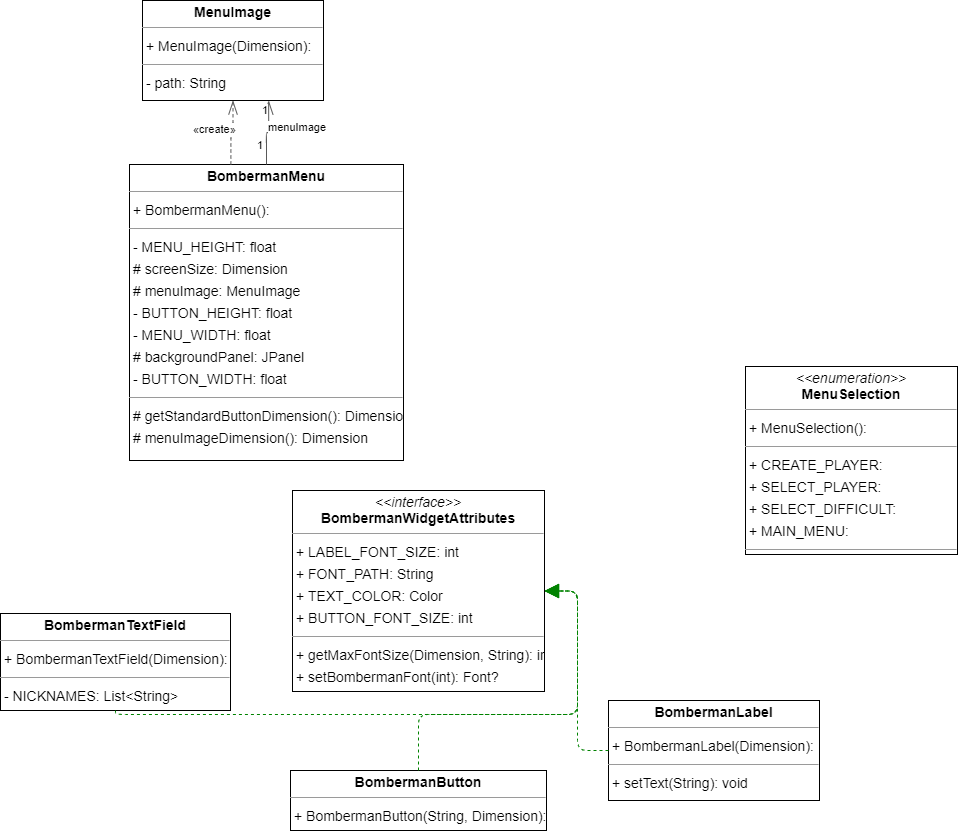 MenuImage
+ MenuImage(Dimension):
- path: String
1
«create»
menuImage
1
BombermanMenu
+ BombermanMenu():
- MENU_HEIGHT: float
# screenSize: Dimension
# menuImage: MenuImage
- BUTTON_HEIGHT: float
- MENU_WIDTH: float
# backgroundPanel: JPanel
- BUTTON_WIDTH: float
# getStandardButtonDimension(): Dimensio
# menuImageDimension(): Dimension
<<enumeration>>
MenuSelection
+ MenuSelection():
+ CREATE_PLAYER:
+ SELECT_PLAYER:
+ SELECT_DIFFICULT:
+ MAIN_MENU:
<<interface>>
BombermanWidgetAttributes
+ LABEL_FONT_SIZE: int
+ FONT_PATH: String
+ TEXT_COLOR: Color
+ BUTTON_FONT_SIZE: int
+ getMaxFontSize(Dimension, String): in
+ setBombermanFont(int): Font?
BombermanTextField
+ BombermanTextField(Dimension):
- NICKNAMES: List<String>
BombermanLabel
+ BombermanLabel(Dimension):
+ setText(String): void
BombermanButton
+ BombermanButton(String, Dimension):